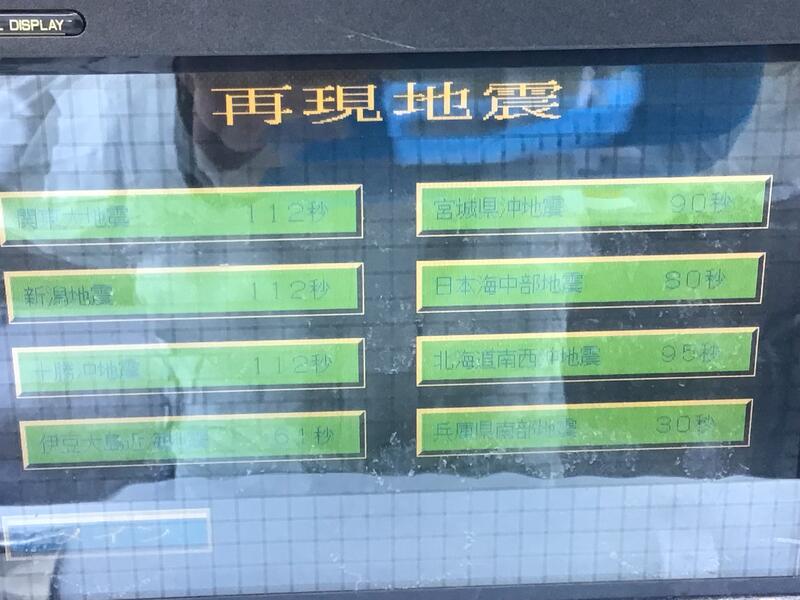 L DISPLAY
再現地震
関東大地震 112秒
宮城県沖地震 90秒
新潟地震 112秒
日本海中部地震 80秒
十勝沖地震 112秒
北海道南西沖地震 95秒
伊豆大島近海地震 61秒
兵庫県南部地震 30秒
メイン